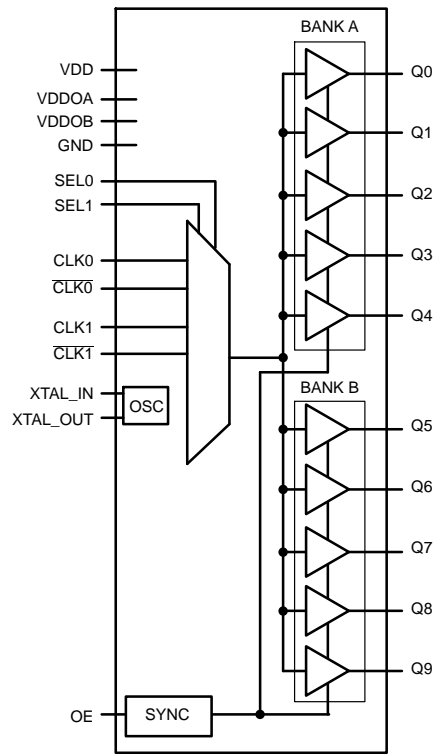 BANK A
VDD
Q0
VDDOA
VDDOB
Q1
GND
SEL0
Q2
SEL1
CLK0
Q3
CLK0
CLK1
Q4
CLK1
BANK B
XTAL_IN
OSC
XTAL_OUT
Q5
Q6
Q7
Q8
Q9
OE
SYNC